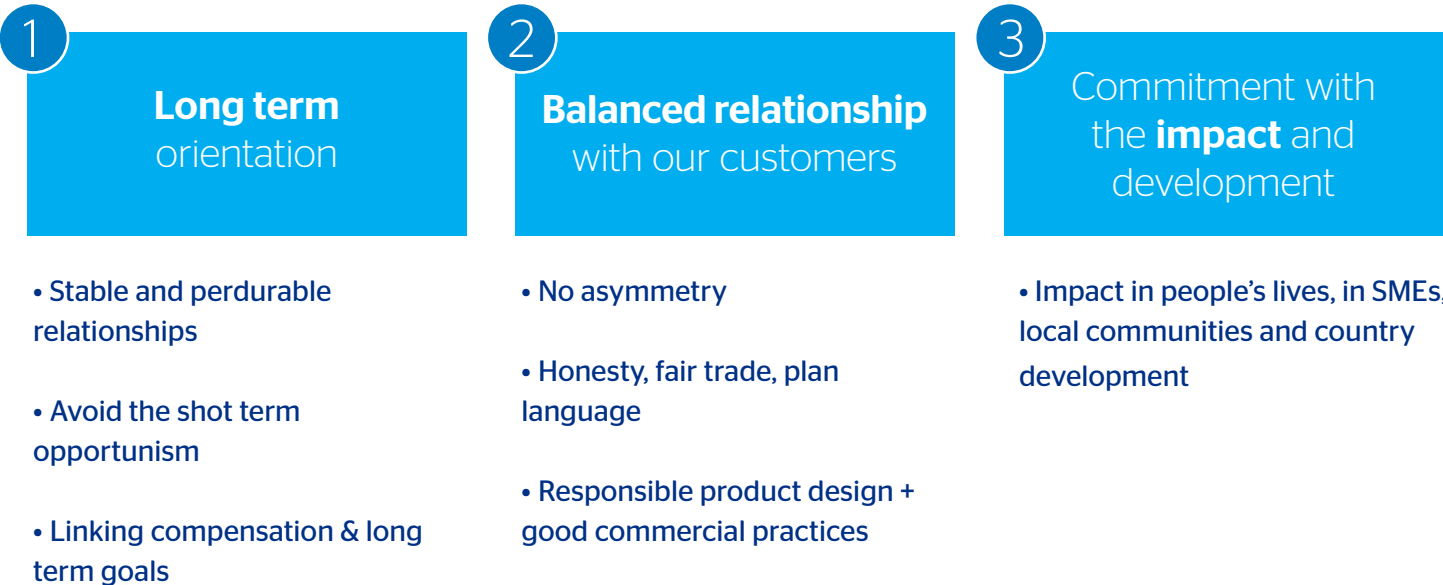 1
Long term
orientation
• Stable and perdurable
relationships
• Avoid the shot term
opportunism
• Linking compensation & long
term goals
2
Balanced relationship
with our customers
• No asymmetry
• Honesty, fair trade, plan
language
• Responsible product design +
good commercial practices
3
Commitment with
the impact and
development
• Impact in people’s lives, in SMEs,
local communities and country
development